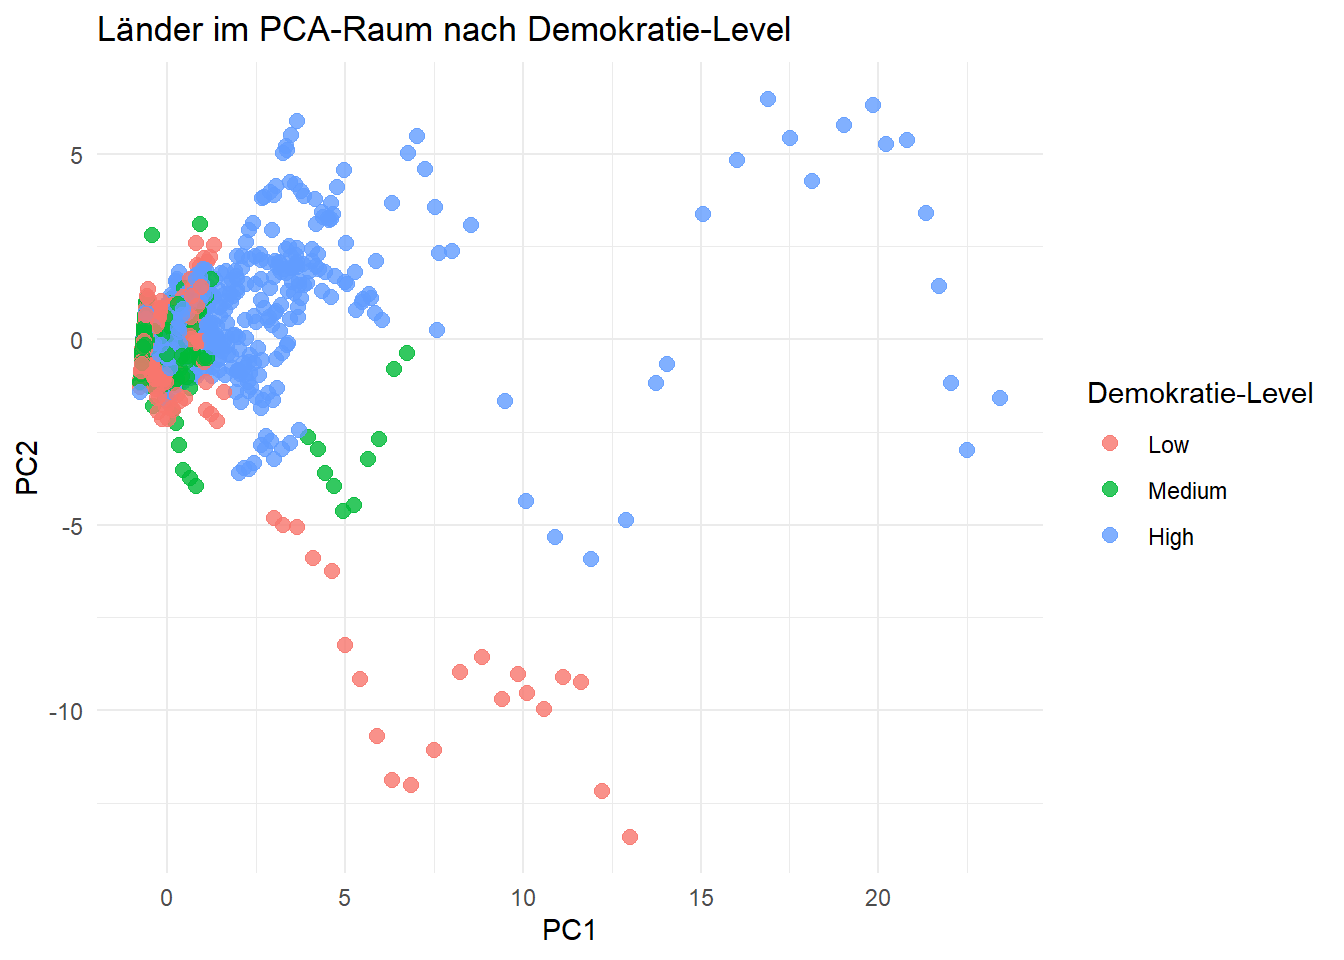 Länder im PCA-Raum nach Demokratie-Level
5
0
-5
-10
PC2
0
5
10
15
20
PC1
Demokratie-Level
Low
Medium
High